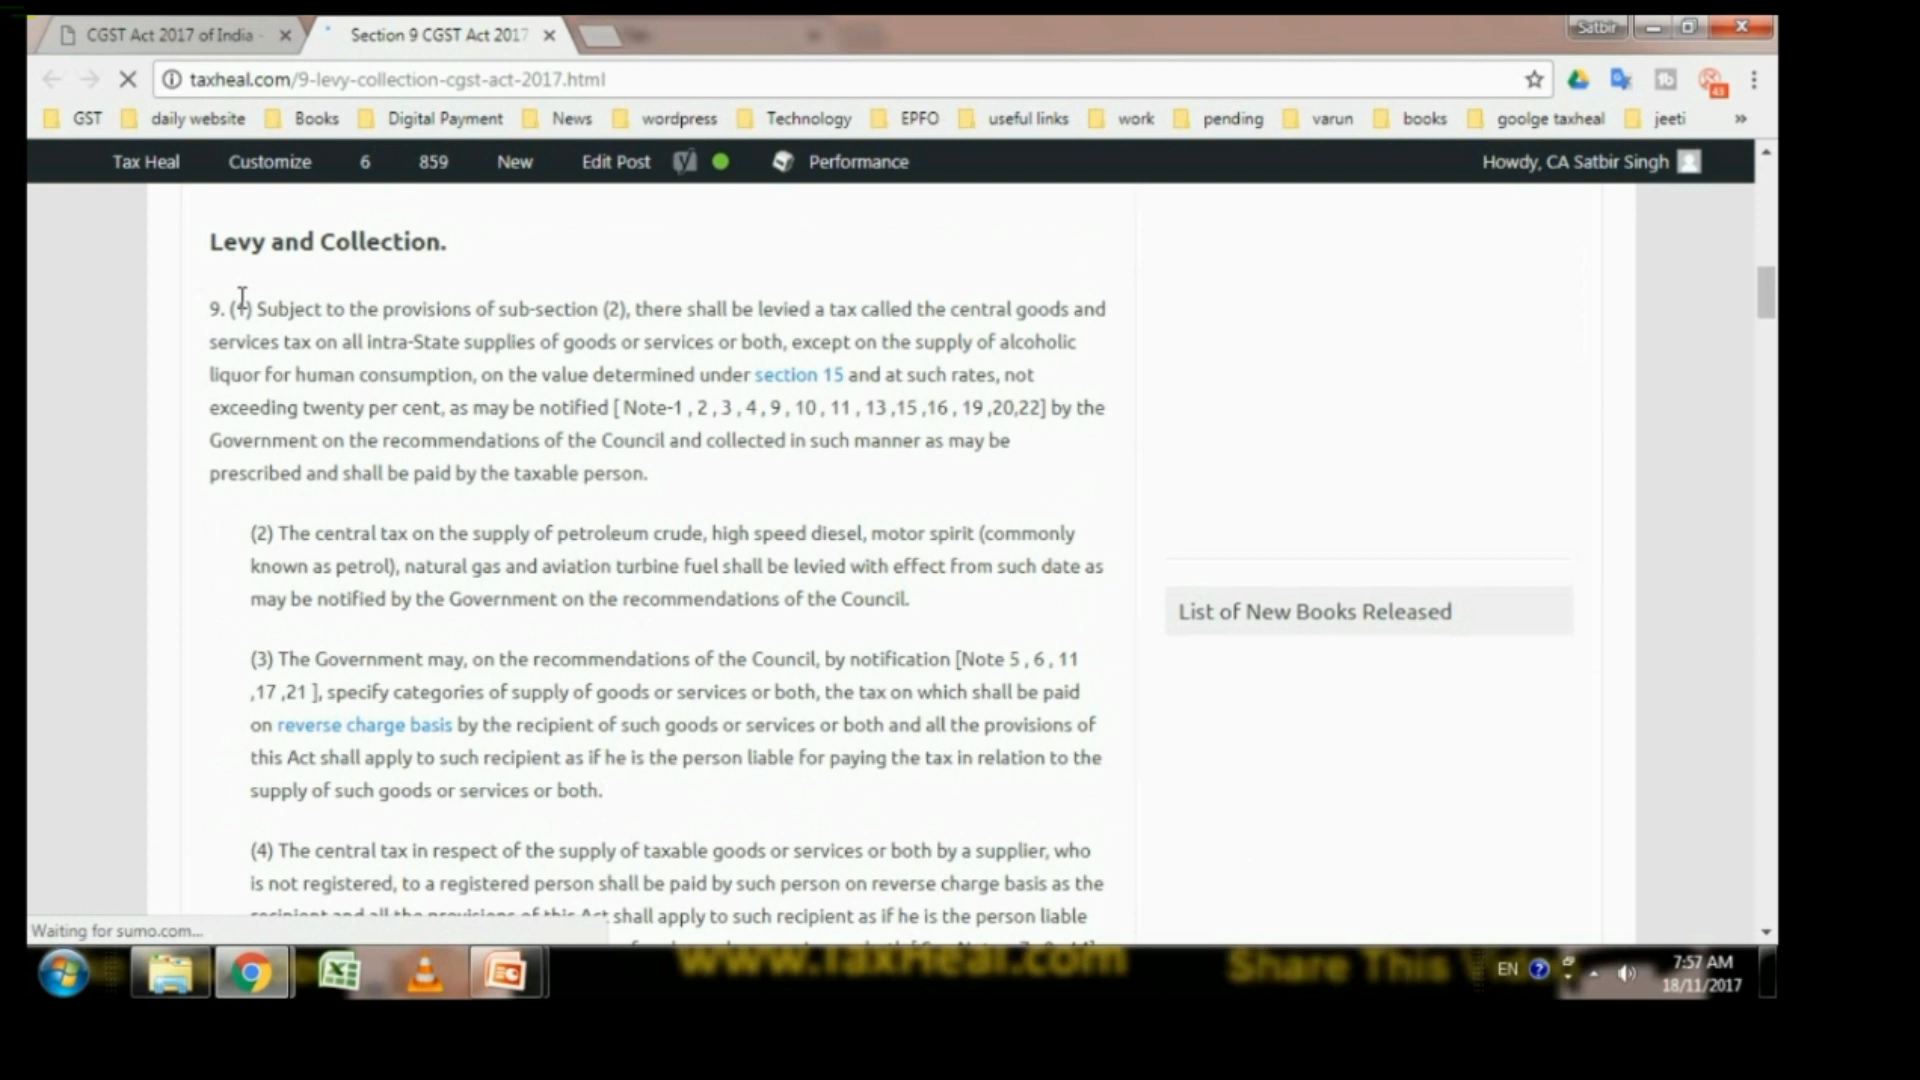 CGST Act 2017 of India -
Section 9 CGST Act 2017
Satbir
taxheal.com/9-levy-collection-cgst-act-2017.html
43
GST daily website Books Digital Payment News wordpress Technology EPFO useful links work pending varun books goolge taxheal jeeti »
Tax Heal Customize 6 859 New Edit Post Performance Howdy, CA Satbir Singh
Levy and Collection.
9. (1) Subject to the provisions of sub-section (2), there shall be levied a tax called the central goods and
services tax on all intra-State supplies of goods or services or both, except on the supply of alcoholic
liquor for human consumption, on the value determined under section 15 and at such rates, not
exceeding twenty per cent, as may be notified [ Note-1 , 2 , 3 , 4 , 9 , 10 , 11 , 13 ,15 ,16 , 19 ,20,22] by the
Government on the recommendations of the Council and collected in such manner as may be
prescribed and shall be paid by the taxable person.
(2) The central tax on the supply of petroleum crude, high speed diesel, motor spirit (commonly
known as petrol), natural gas and aviation turbine fuel shall be levied with effect from such date as
may be notified by the Government on the recommendations of the Council.
List of New Books Released
(3) The Government may, on the recommendations of the Council, by notification [Note 5 , 6 , 11
,17 ,21 ], specify categories of supply of goods or services or both, the tax on which shall be paid
on reverse charge basis by the recipient of such goods or services or both and all the provisions of
this Act shall apply to such recipient as if he is the person liable for paying the tax in relation to the
supply of such goods or services or both.
(4) The central tax in respect of the supply of taxable goods or services or both by a supplier, who
is not registered, to a registered person shall be paid by such person on reverse charge basis as the
recipient and all the provisions of this Act shall apply to such recipient as if he is the person liable
Waiting for sumo.com...
www.TaxHeal.com
Share This
EN
7:57 AM
18/11/2017